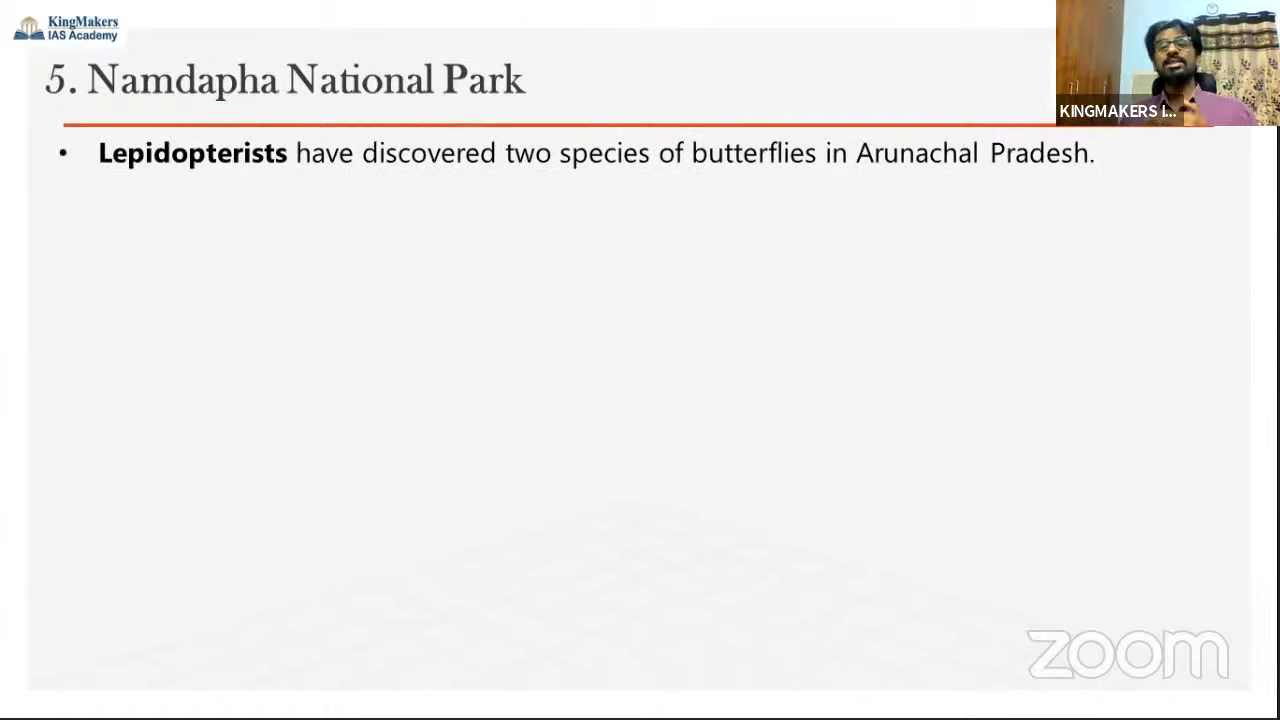 KingMakers
IAS Academy
5. Namdapha National Park
KINGMAKERS I...
• Lepidopterists have discovered two species of butterflies in Arunachal Pradesh.
zoom